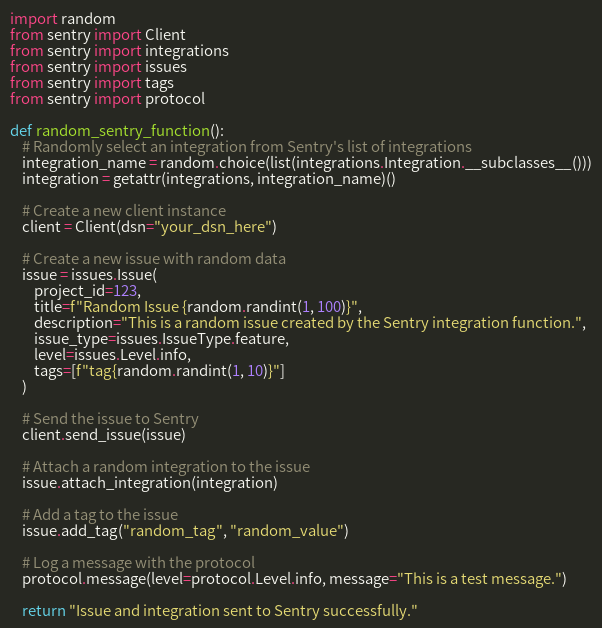 import random
from sentry import Client
from sentry import integrations
from sentry import issues
from sentry import tags
from sentry import protocol

def random_sentry_function():
    # Randomly select an integration from Sentry's list of integrations
    integration_name = random.choice(list(integrations.Integration.__subclasses__()))
    integration = getattr(integrations, integration_name)()

    # Create a new client instance
    client = Client(dsn="your_dsn_here")

    # Create a new issue with random data
    issue = issues.Issue(
        project_id=123,
        title=f"Random Issue {random.randint(1, 100)}",
        description="This is a random issue created by the Sentry integration function.",
        issue_type=issues.IssueType.feature,
        level=issues.Level.info,
        tags=[f"tag{random.randint(1, 10)}"]
    )

    # Send the issue to Sentry
    client.send_issue(issue)

    # Attach a random integration to the issue
    issue.attach_integration(integration)

    # Add a tag to the issue
    issue.add_tag("random_tag", "random_value")

    # Log a message with the protocol
    protocol.message(level=protocol.Level.info, message="This is a test message.")

    return "Issue and integration sent to Sentry successfully."